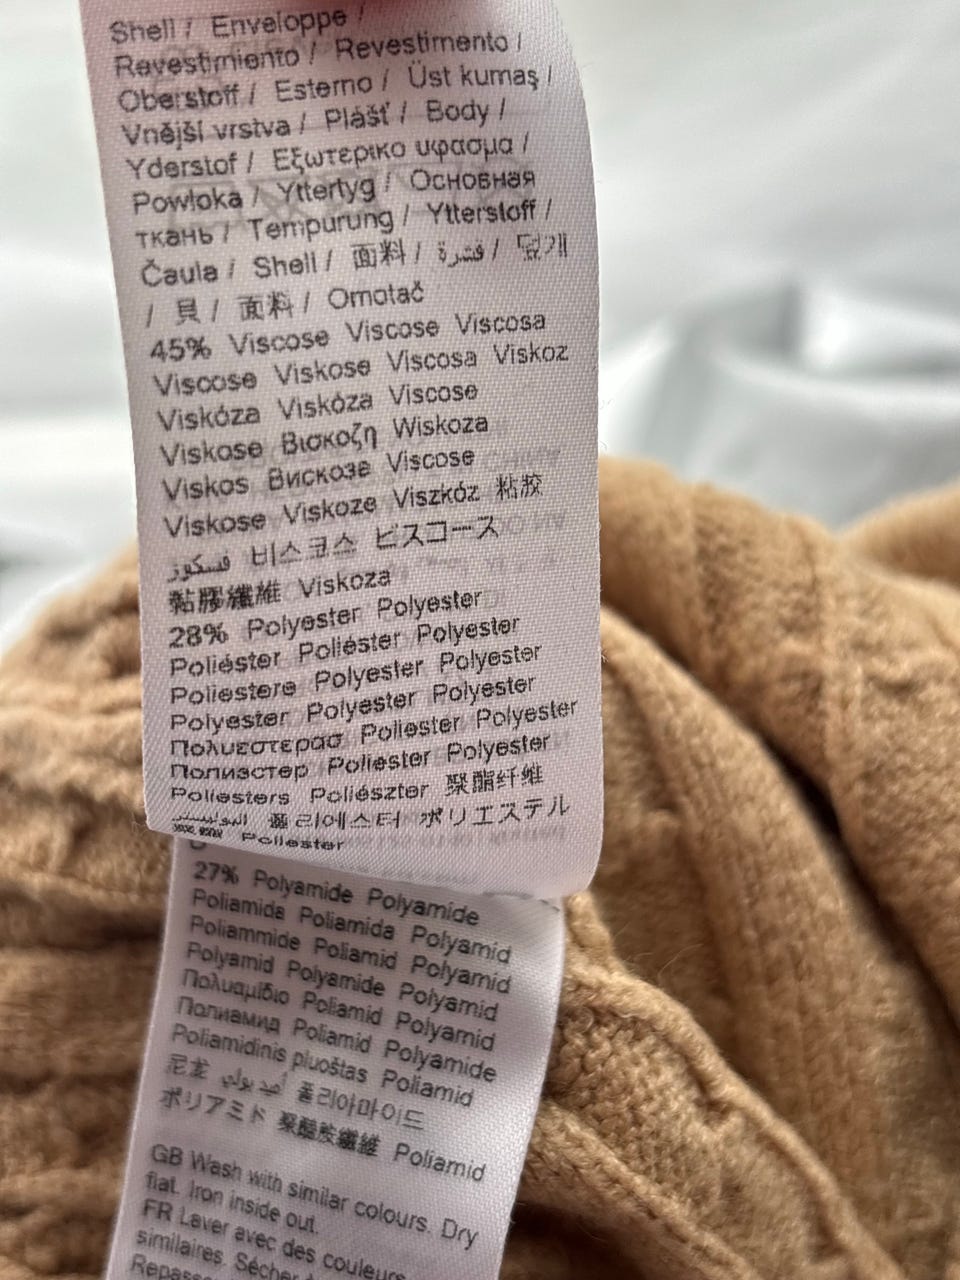 Shell / Enveloppe /
Revestimiento / Revestimento /
Oberstoff / Esterno / Üst kumaş /
Vnější vrstva / Plášť / Body /
Yderstof / Εξωτερικο υφασμα /
Powłoka / Yttertyg / Основная
ткань / Tempurung / Ytterstoff /
Čaula / Shell / 面料 / قشرة / 덮개
/ 貝 / 面料 / Omotač
45% Viscose Viscose Viscosa
Viscose Viskose Viscosa Viskoz
Viskóza Viskóza Viscose
Viskose Βισκοζη Wiskoza
Viskos Вискоза Viscose
Viskose Viskoze Viszkóz 粘胶
فسكوز 비스코스 ビスコース
黏膠纖維 Viskoza
28% Polyester Polyester
Poliéster Poliéster Polyester
Poliestere Polyester Polyester
Polyester Polyester Polyester
Πολυεστερασ Poliester Polyester
Полиэстер Poliester Polyester
Poliesters Poliészter 聚酯纤维
البوليستر 폴리에스터 ポリエステル
Poliester
27% Polyamide Polyamide
Poliamida Poliamida Polyamid
Poliammide Poliamid Polyamid
Polyamid Polyamide Polyamid
Πολυαμίδιο Poliamid Polyamid
Полиамид Poliamid Polyamide
Poliamidinis pluoštas Poliamid
尼龙 폴리아마이드
ポリアミド 聚醯胺纖維 Poliamid
GB Wash with similar colours. Dry
flat. Iron inside out.
FR Laver avec des couleurs
similaires. Sécher
Repasse